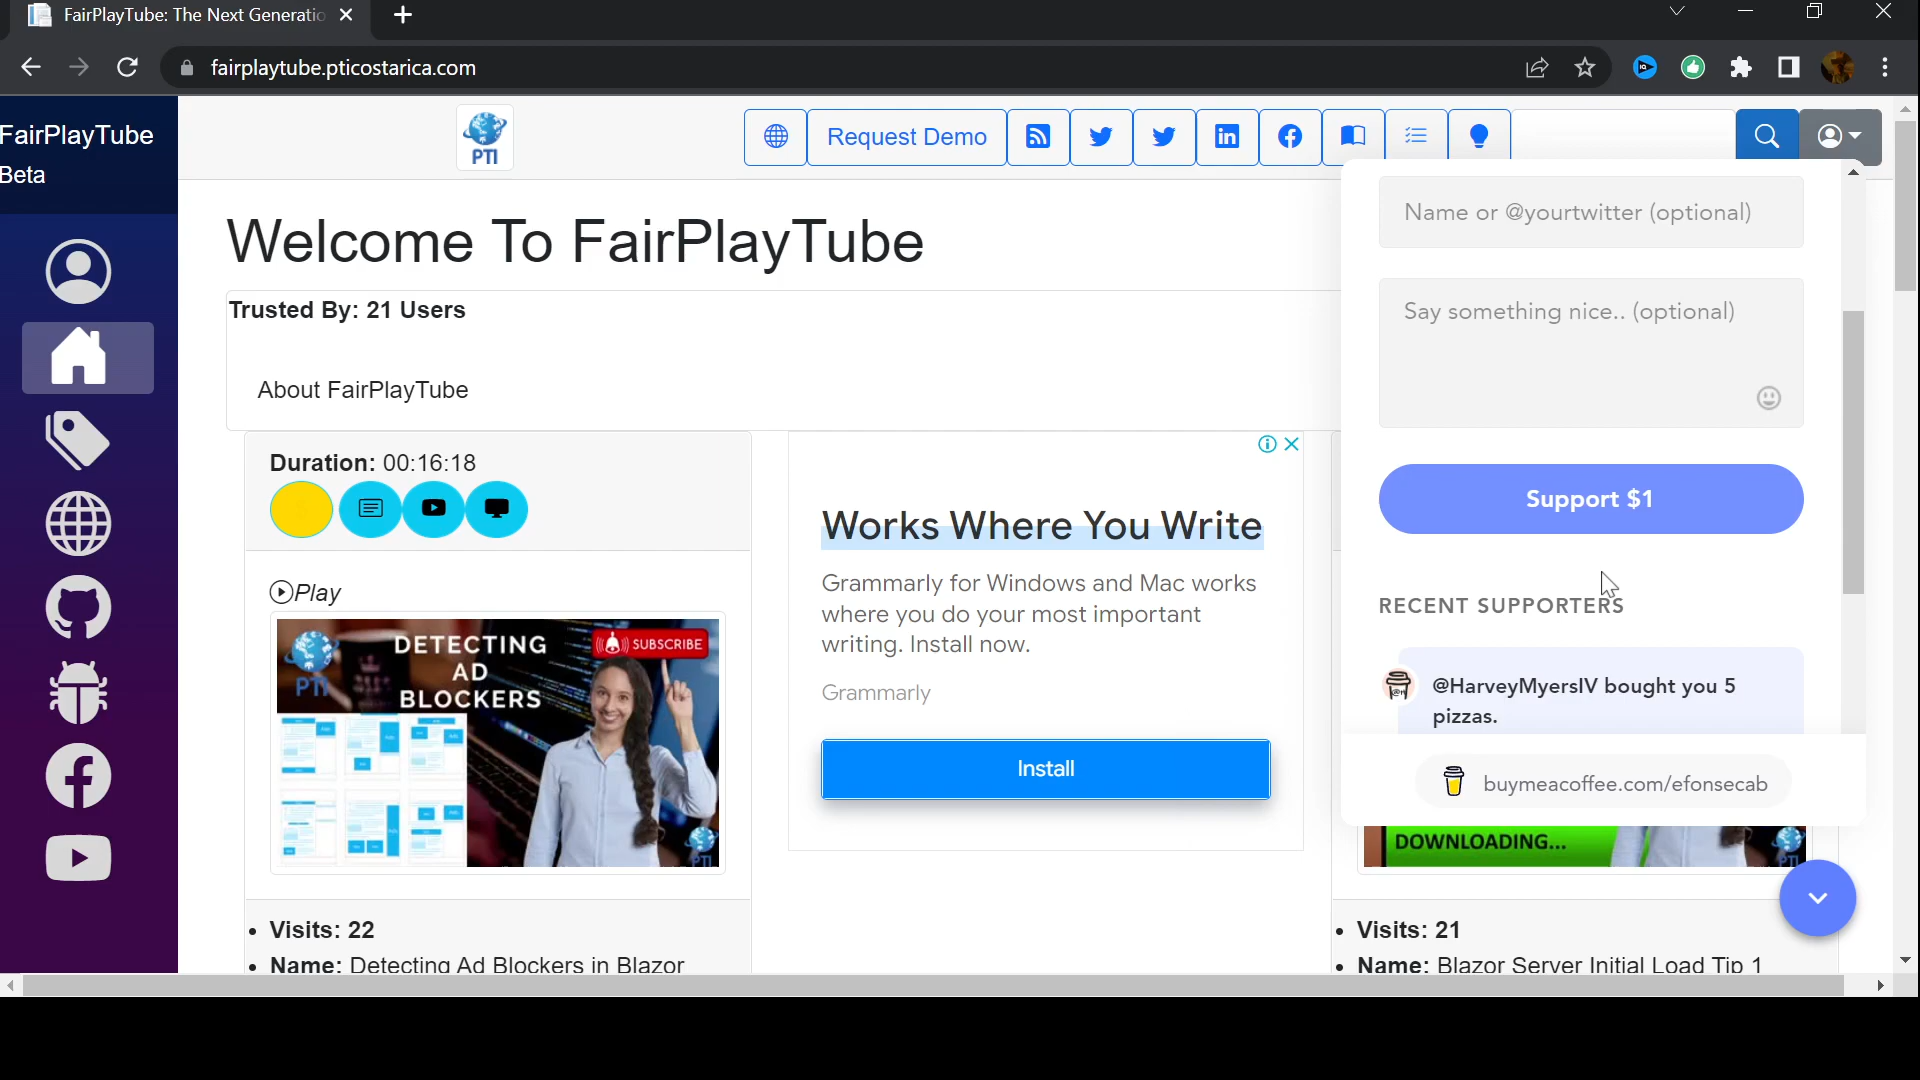 FairPlayTube: The Next Generatio
fairplaytube.pticostarica.com
FairPlayTube
Beta
PTI
Request Demo
Welcome To FairPlayTube
Trusted By: 21 Users
About FairPlayTube
Duration: 00:16:18
Play
PTI
DETECTING
AD
BLOCKERS
SUBSCRIBE
PTI
Visits: 22
Name: Detecting Ad Blockers in Blazor
Works Where You Write
Grammarly for Windows and Mac works
where you do your most important
writing. Install now.
Grammarly
Install
Name or @yourtwitter (optional)
Say something nice.. (optional)
Support $1
RECENT SUPPORTERS
@HarveyMyersIV bought you 5
pizzas.
buymeacoffee.com/efonsecab
DOWNLOADING...
PTI
Visits: 21
Name: Blazor Server Initial Load Tip 1